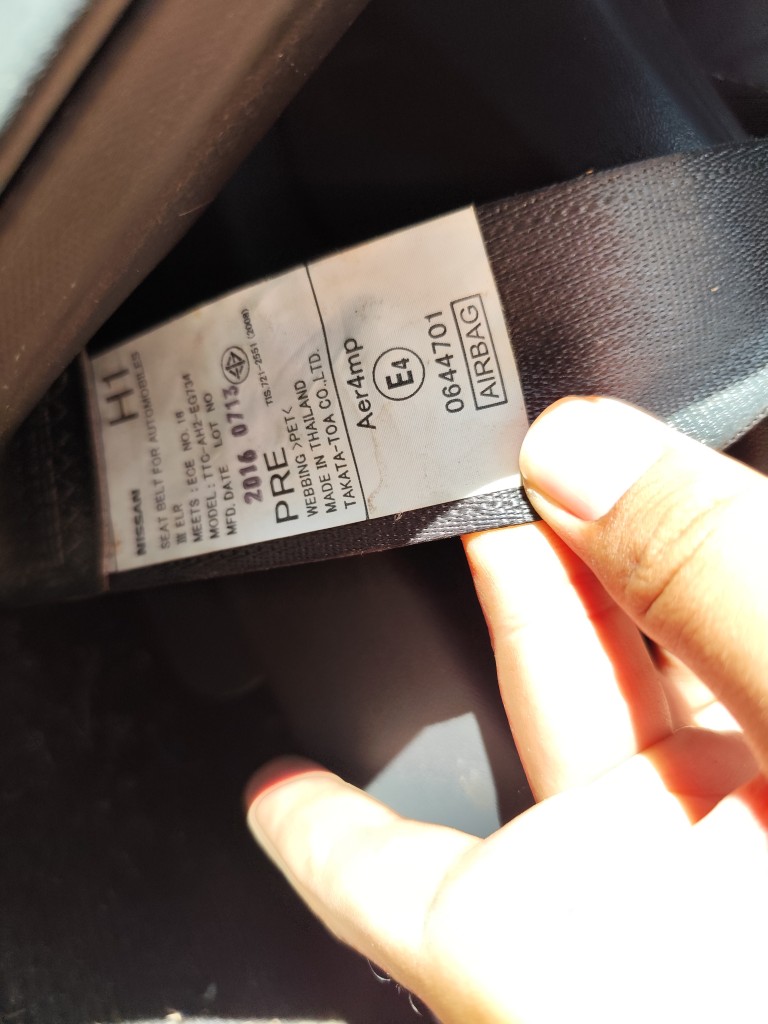 H1
NISSAN
SEAT BELT FOR AUTOMOBILES
ELR
MEETS : ECE NO. 16
MODEL : TTG-AH2-EG734
MFD. DATE LOT NO
2016 0713
TIS.721-2551 (2008)
PRE
WEBBING >PET<
MADE IN THAILAND
TAKATA-TOA CO.,LTD.
Aer4mp
E4
0644701
AIRBAG